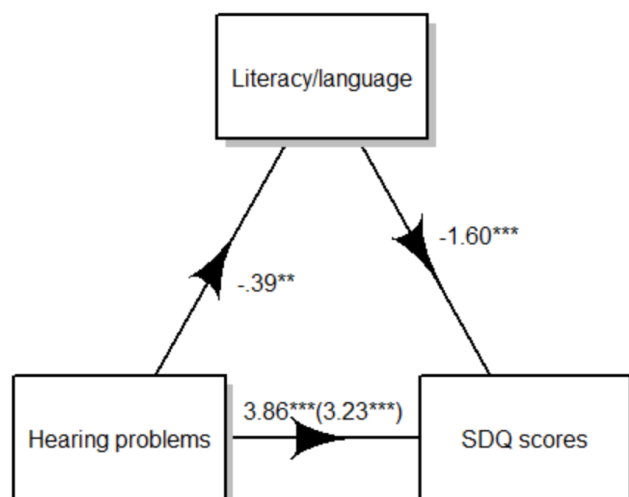 Literacy/language
-1.60***
-.39**
3.86***(3.23***)
Hearing problems
SDQ scores